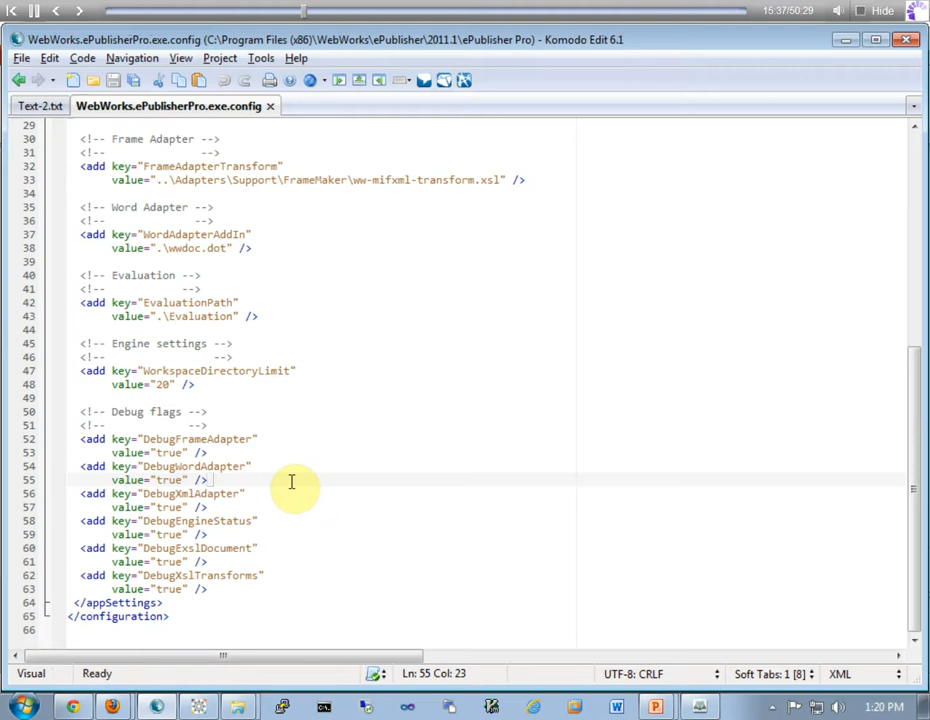 15:37/50:29 Hide
WebWorks.ePublisherPro.exe.config (C:\Program Files (x86)\WebWorks\ePublisher\2011.1\ePublisher Pro) - Komodo Edit 6.1
File Edit Code Navigation View Project Tools Help
Text-2.txt WebWorks.ePublisherPro.exe.config
29
30 <!-- Frame Adapter -->
31 <!-- -->
32 <add key="FrameAdapterTransform"
33 value="..\Adapters\Support\FrameMaker\ww-mifxml-transform.xsl" />
34
35 <!-- Word Adapter -->
36 <!-- -->
37 <add key="WordAdapterAddIn"
38 value=".\wwdoc.dot" />
39
40 <!-- Evaluation -->
41 <!-- -->
42 <add key="EvaluationPath"
43 value=".\Evaluation" />
44
45 <!-- Engine settings -->
46 <!-- -->
47 <add key="WorkspaceDirectoryLimit"
48 value="20" />
49
50 <!-- Debug flags -->
51 <!-- -->
52 <add key="DebugFrameAdapter"
53 value="true" />
54 <add key="DebugWordAdapter"
55 value="true" />
56 <add key="DebugXmlAdapter"
57 value="true" />
58 <add key="DebugEngineStatus"
59 value="true" />
60 <add key="DebugExslDocument"
61 value="true" />
62 <add key="DebugXslTransforms"
63 value="true" />
64 </appSettings>
65 </configuration>
66
Visual Ready Ln: 55 Col: 23 UTF-8: CRLF Soft Tabs: 1 [8] XML
1:20 PM